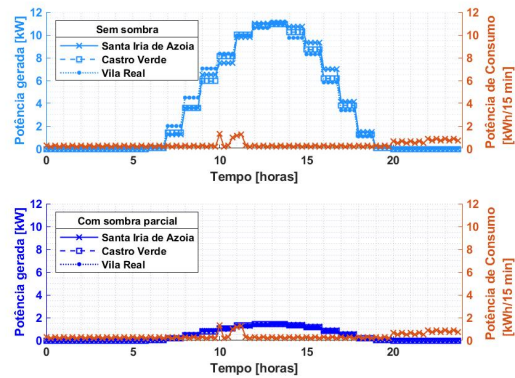 Sem sombra
Santa Iria de Azoia
Castro Verde
Vila Real
Potência gerada [kW]
12
10
8
6
4
2
0
Potência de Consumo
[kWh/15 min]
12
10
8
6
4
2
0
0 5 10 15 20
Tempo [horas]
Com sombra parcial
Santa Iria de Azoia
Castro Verde
Vila Real
Potência gerada [kW]
12
10
8
6
4
2
0
Potência de Consumo
[kWh/15 min]
12
10
8
6
4
2
0
0 5 10 15 20
Tempo [horas]